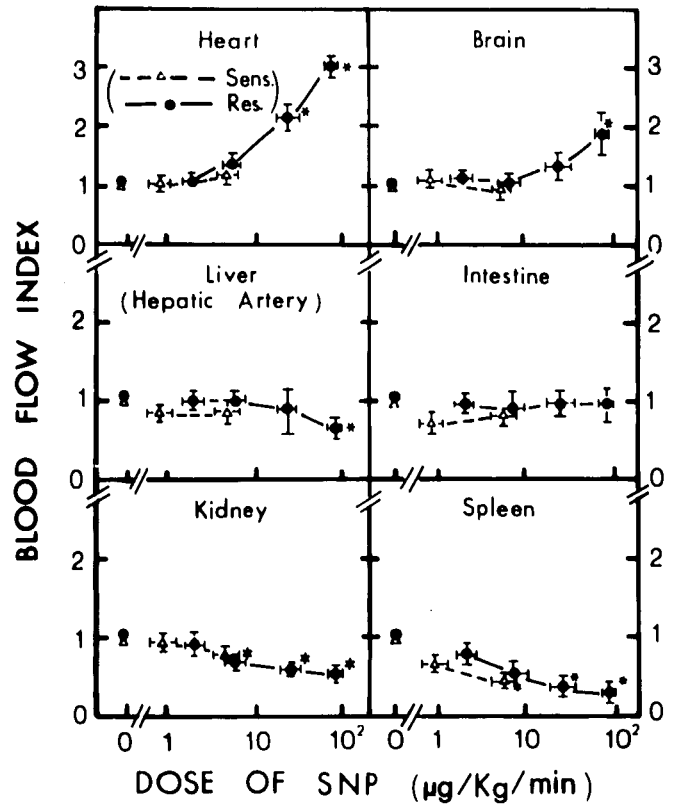 Heart
Brain
Sens.
Res.
3
2
1
0
3
2
1
0
*
*
*
Liver
(Hepatic Artery)
Intestine
2
1
0
2
1
0
*
Kidney
Spleen
2
1
0
2
1
0
* * *
* * *
0 1 10 10²
0 1 10 10²
BLOOD FLOW INDEX
DOSE OF SNP (µg/Kg/min)